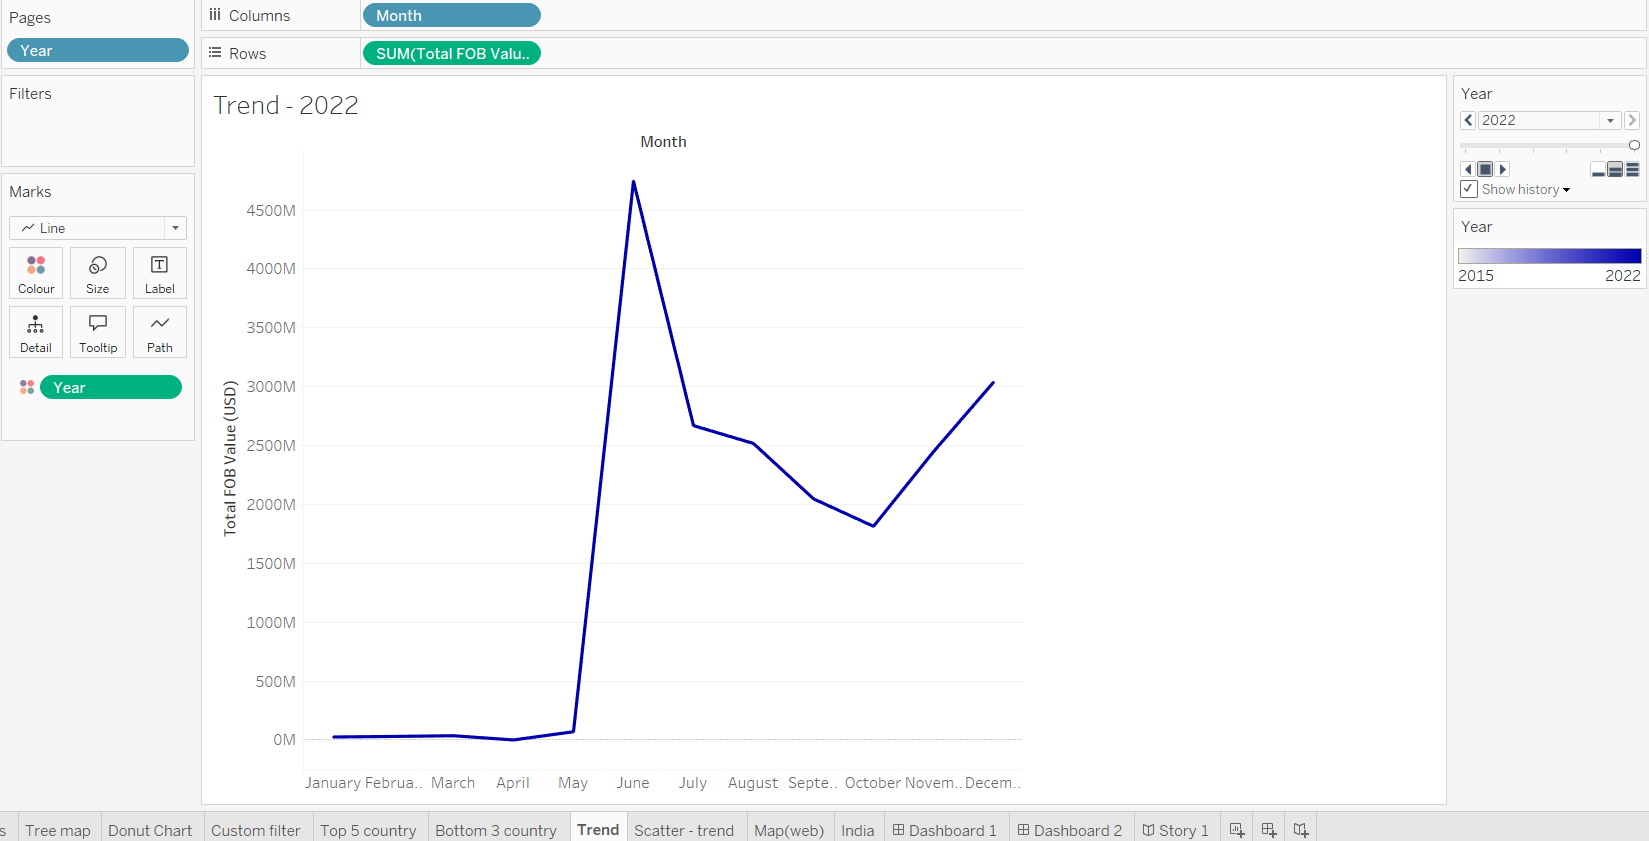 Pages
Year
Columns
Month
Rows
SUM(Total FOB Valu..
Filters
Marks
Line
Colour
Size
Label
Detail
Tooltip
Path
Year
Trend - 2022
Month
Total FOB Value (USD)
4500M
4000M
3500M
3000M
2500M
2000M
1500M
1000M
500M
0M
January Februa.. March April May June July August Septe.. October Novem.. Decem..
Year
2022
Show history
Year
2015 2022
s Tree map Donut Chart Custom filter Top 5 country Bottom 3 country Trend Scatter - trend Map(web) India Dashboard 1 Dashboard 2 Story 1